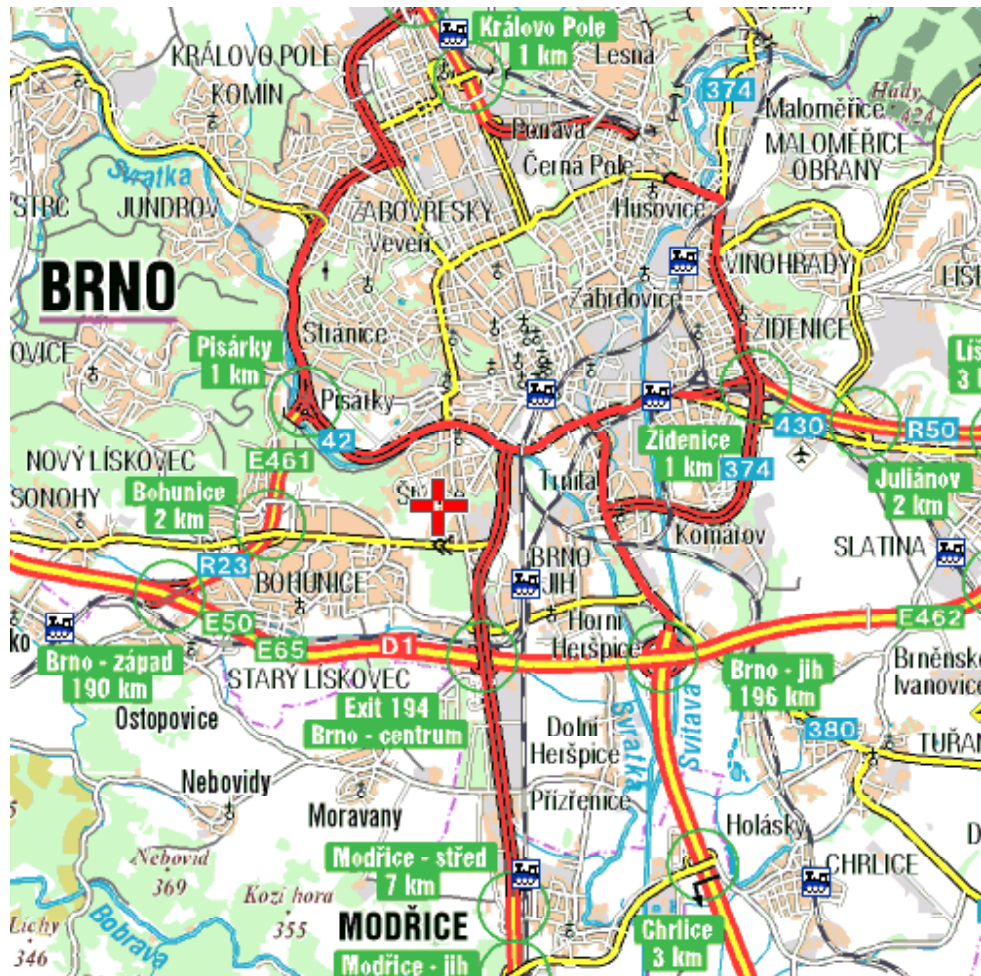 Královo Pole
1 km
Lesná
KRÁLOVO POLE
KOMÍN
374
Hády
424
Maloměřice
MALOMĚŘICE
OBŘANY
Ponava
Černá Pole
Svratka
JUNDROV
ŽABOVŘESKY
Veveří
Husovice
VINOHRADY
BRNO
Zábrdovice
Stránice
ŽIDENICE
Pisárky
1 km
Pisárky
42
Židenice
1 km
430
R50
374
E461
NOVÝ LÍSKOVEC
Bohunice
2 km
Juliánov
2 km
Trnitá
Komárov
SLATINA
R23
BOHUNICE
BRNO
JIH
E50
E65
D1
E462
Horní
Heršpice
Brno - západ
190 km
STARÝ LÍSKOVEC
Brno - jih
196 km
Brněnské
Ivanovice
Exit 194
Brno - centrum
Ostopovice
Dolní
Heršpice
Svratka
Svitava
380
Nebovidy
Moravany
Přízřenice
Holásky
CHRLICE
Nebovid
369
Kozí hora
355
Modřice - střed
7 km
Lichy
346
Bobrava
MODŘICE
Chrlice
3 km
Modřice - jih